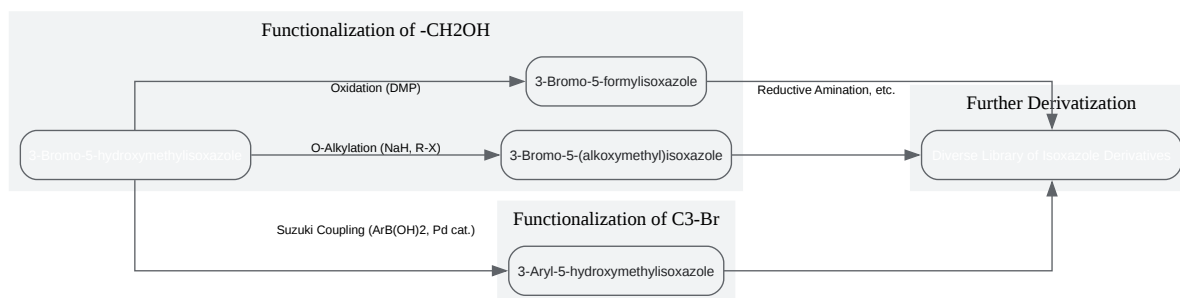 Functionalization of -CH2OH
3-Bromo-5-formylisoxazole
Oxidation (DMP)
Reductive Amination, etc.
Further Derivatization
3-Bromo-5-hydroxymethylisoxazole
O-Alkylation (NaH, R-X)
3-Bromo-5-(alkoxymethyl)isoxazole
Diverse Library of Isoxazole Derivatives
Functionalization of C3-Br
Suzuki Coupling (ArB(OH)2, Pd cat.)
3-Aryl-5-hydroxymethylisoxazole